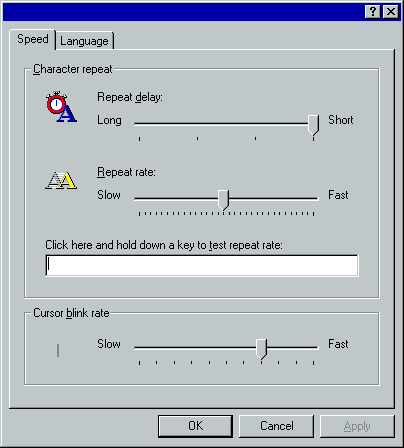 Speed Language
Character repeat
Repeat delay:
Long Short
Repeat rate:
Slow Fast
Click here and hold down a key to test repeat rate:
Cursor blink rate
Slow Fast
OK Cancel Apply